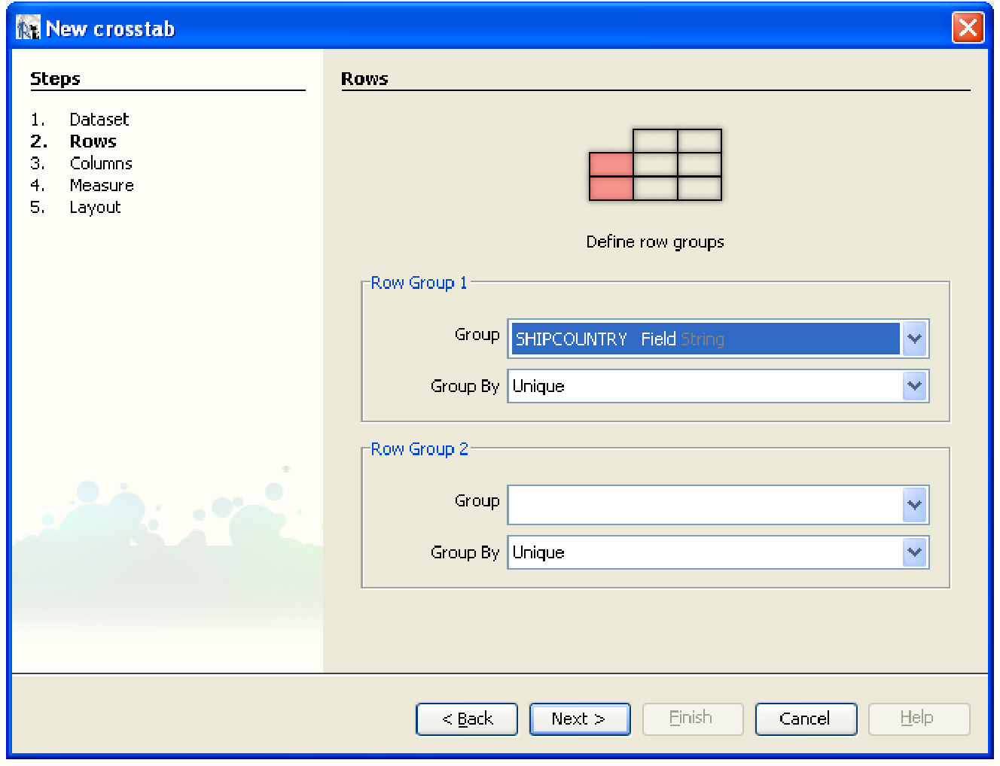 New crosstab
Steps
1. Dataset
2. Rows
3. Columns
4. Measure
5. Layout
Rows
Define row groups
Row Group 1
Group SHIPCOUNTRY Field String
Group By Unique
Row Group 2
Group
Group By Unique
< Back Next > Finish Cancel Help